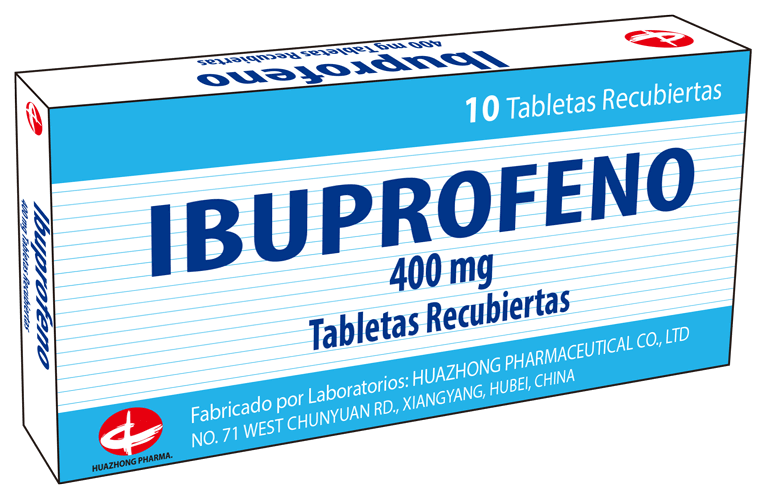 Ibuprofeno
400 mg Tabletas Recubiertas
10 Tabletas Recubiertas
IBUPROFENO
400 mg
Tabletas Recubiertas
Fabricado por Laboratorios: HUAZHONG PHARMACEUTICAL CO., LTD
NO. 71 WEST CHUNYUAN RD., XIANGYANG, HUBEI, CHINA
HUAZHONG PHARMA.
Ibuprofeno
400 mg Tabletas Recubiertas